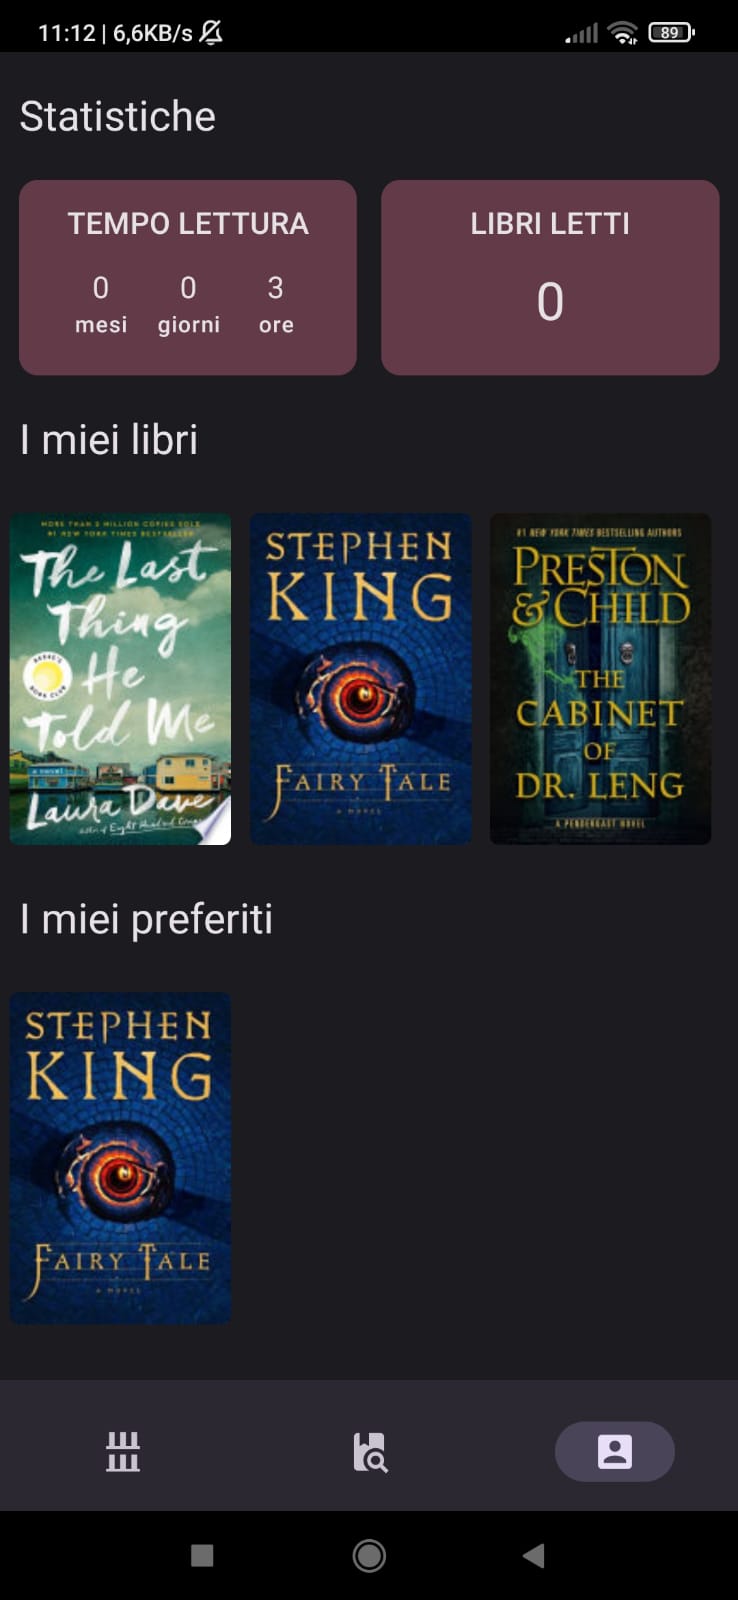 11:12 | 6,6KB/s
89
Statistiche
TEMPO LETTURA
0 0 3
mesi giorni ore
LIBRI LETTI
0
I miei libri
MORE THAN 2 MILLION COPIES SOLD
#1 NEW YORK TIMES BESTSELLER
The Last
Thing
He
Told Me
Laura Dave
STEPHEN
KING
FAIRY TALE
A NOVEL
#1 NEW YORK TIMES BESTSELLING AUTHORS
PRESTON
& CHILD
THE
CABINET
OF
DR. LENG
A PENDERGAST NOVEL
I miei preferiti
STEPHEN
KING
FAIRY TALE
A NOVEL